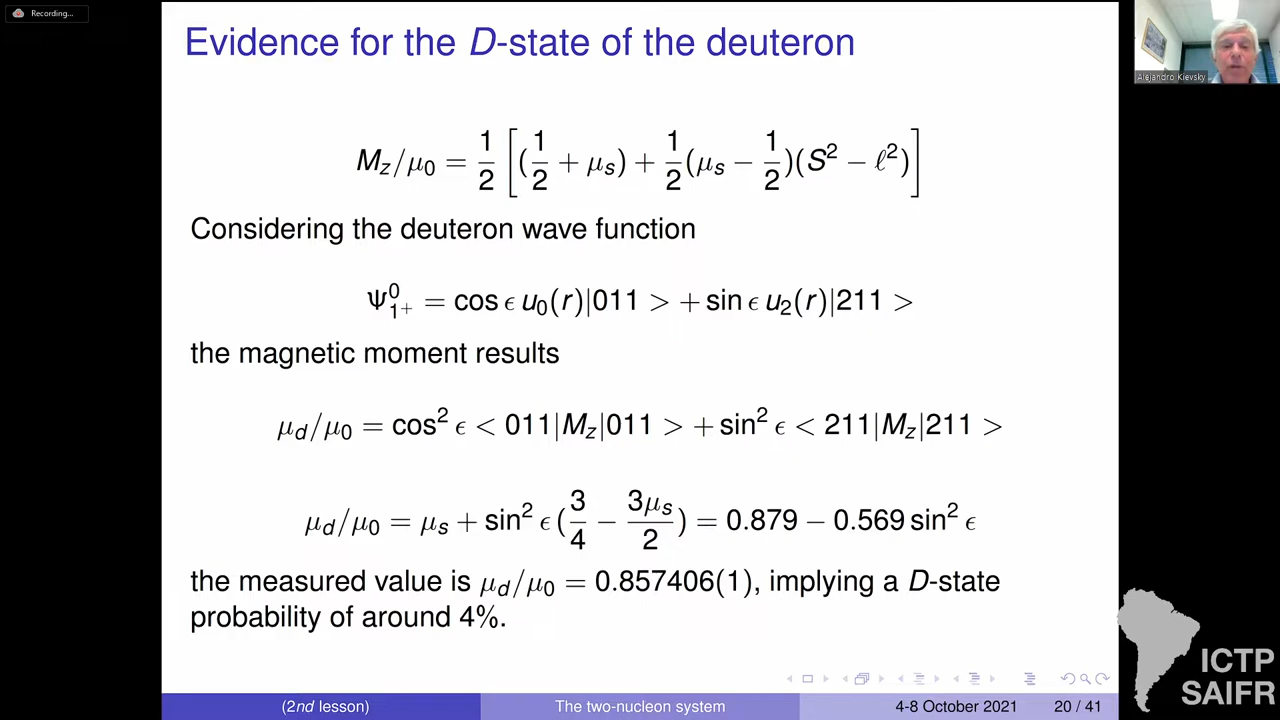 Recording...
Evidence for the D-state of the deuteron
Alejandro Kievsky
M_z/μ_0 = 1/2 [(1/2 + μ_s) + 1/2(μ_s − 1/2)(S² − ℓ²)]
Considering the deuteron wave function
Ψ^0_{1+} = cos ϵ u_0(r)|011 > + sin ϵ u_2(r)|211 >
the magnetic moment results
μ_d/μ_0 = cos² ϵ < 011|M_z|011 > + sin² ϵ < 211|M_z|211 >
μ_d/μ_0 = μ_s + sin² ϵ(3/4 − 3μ_s/2) = 0.879 − 0.569 sin² ϵ
the measured value is μ_d/μ_0 = 0.857406(1), implying a D-state
probability of around 4%.
ICTP
SAIFR
(2nd lesson) The two-nucleon system 4-8 October 2021 20 / 41